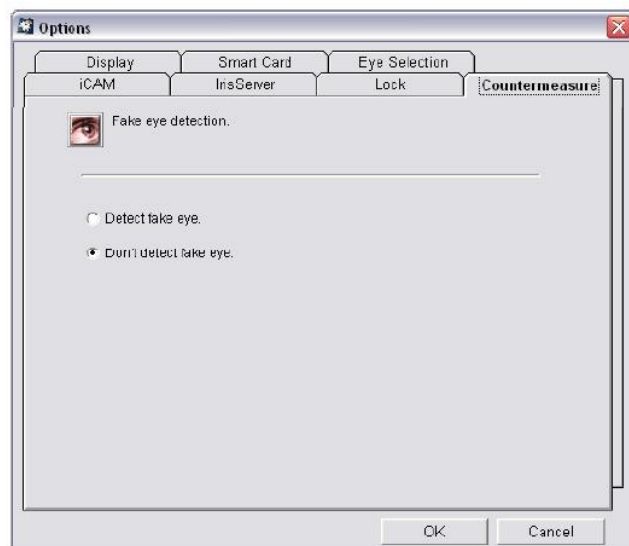 Options
Display Smart Card Eye Selection
iCAM IrisServer Lock Countermeasure
Fake eye detection.
Detect fake eye.
Don't detect fake eye.
OK Cancel